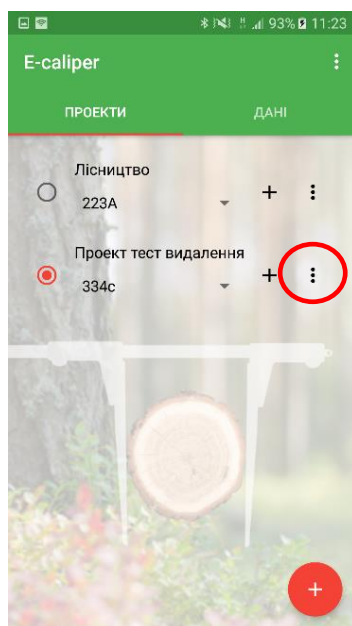 93% 11:23
E-caliper
ПРОЕКТИ ДАНІ
Лісництво
223А
Проект тест видалення
334с